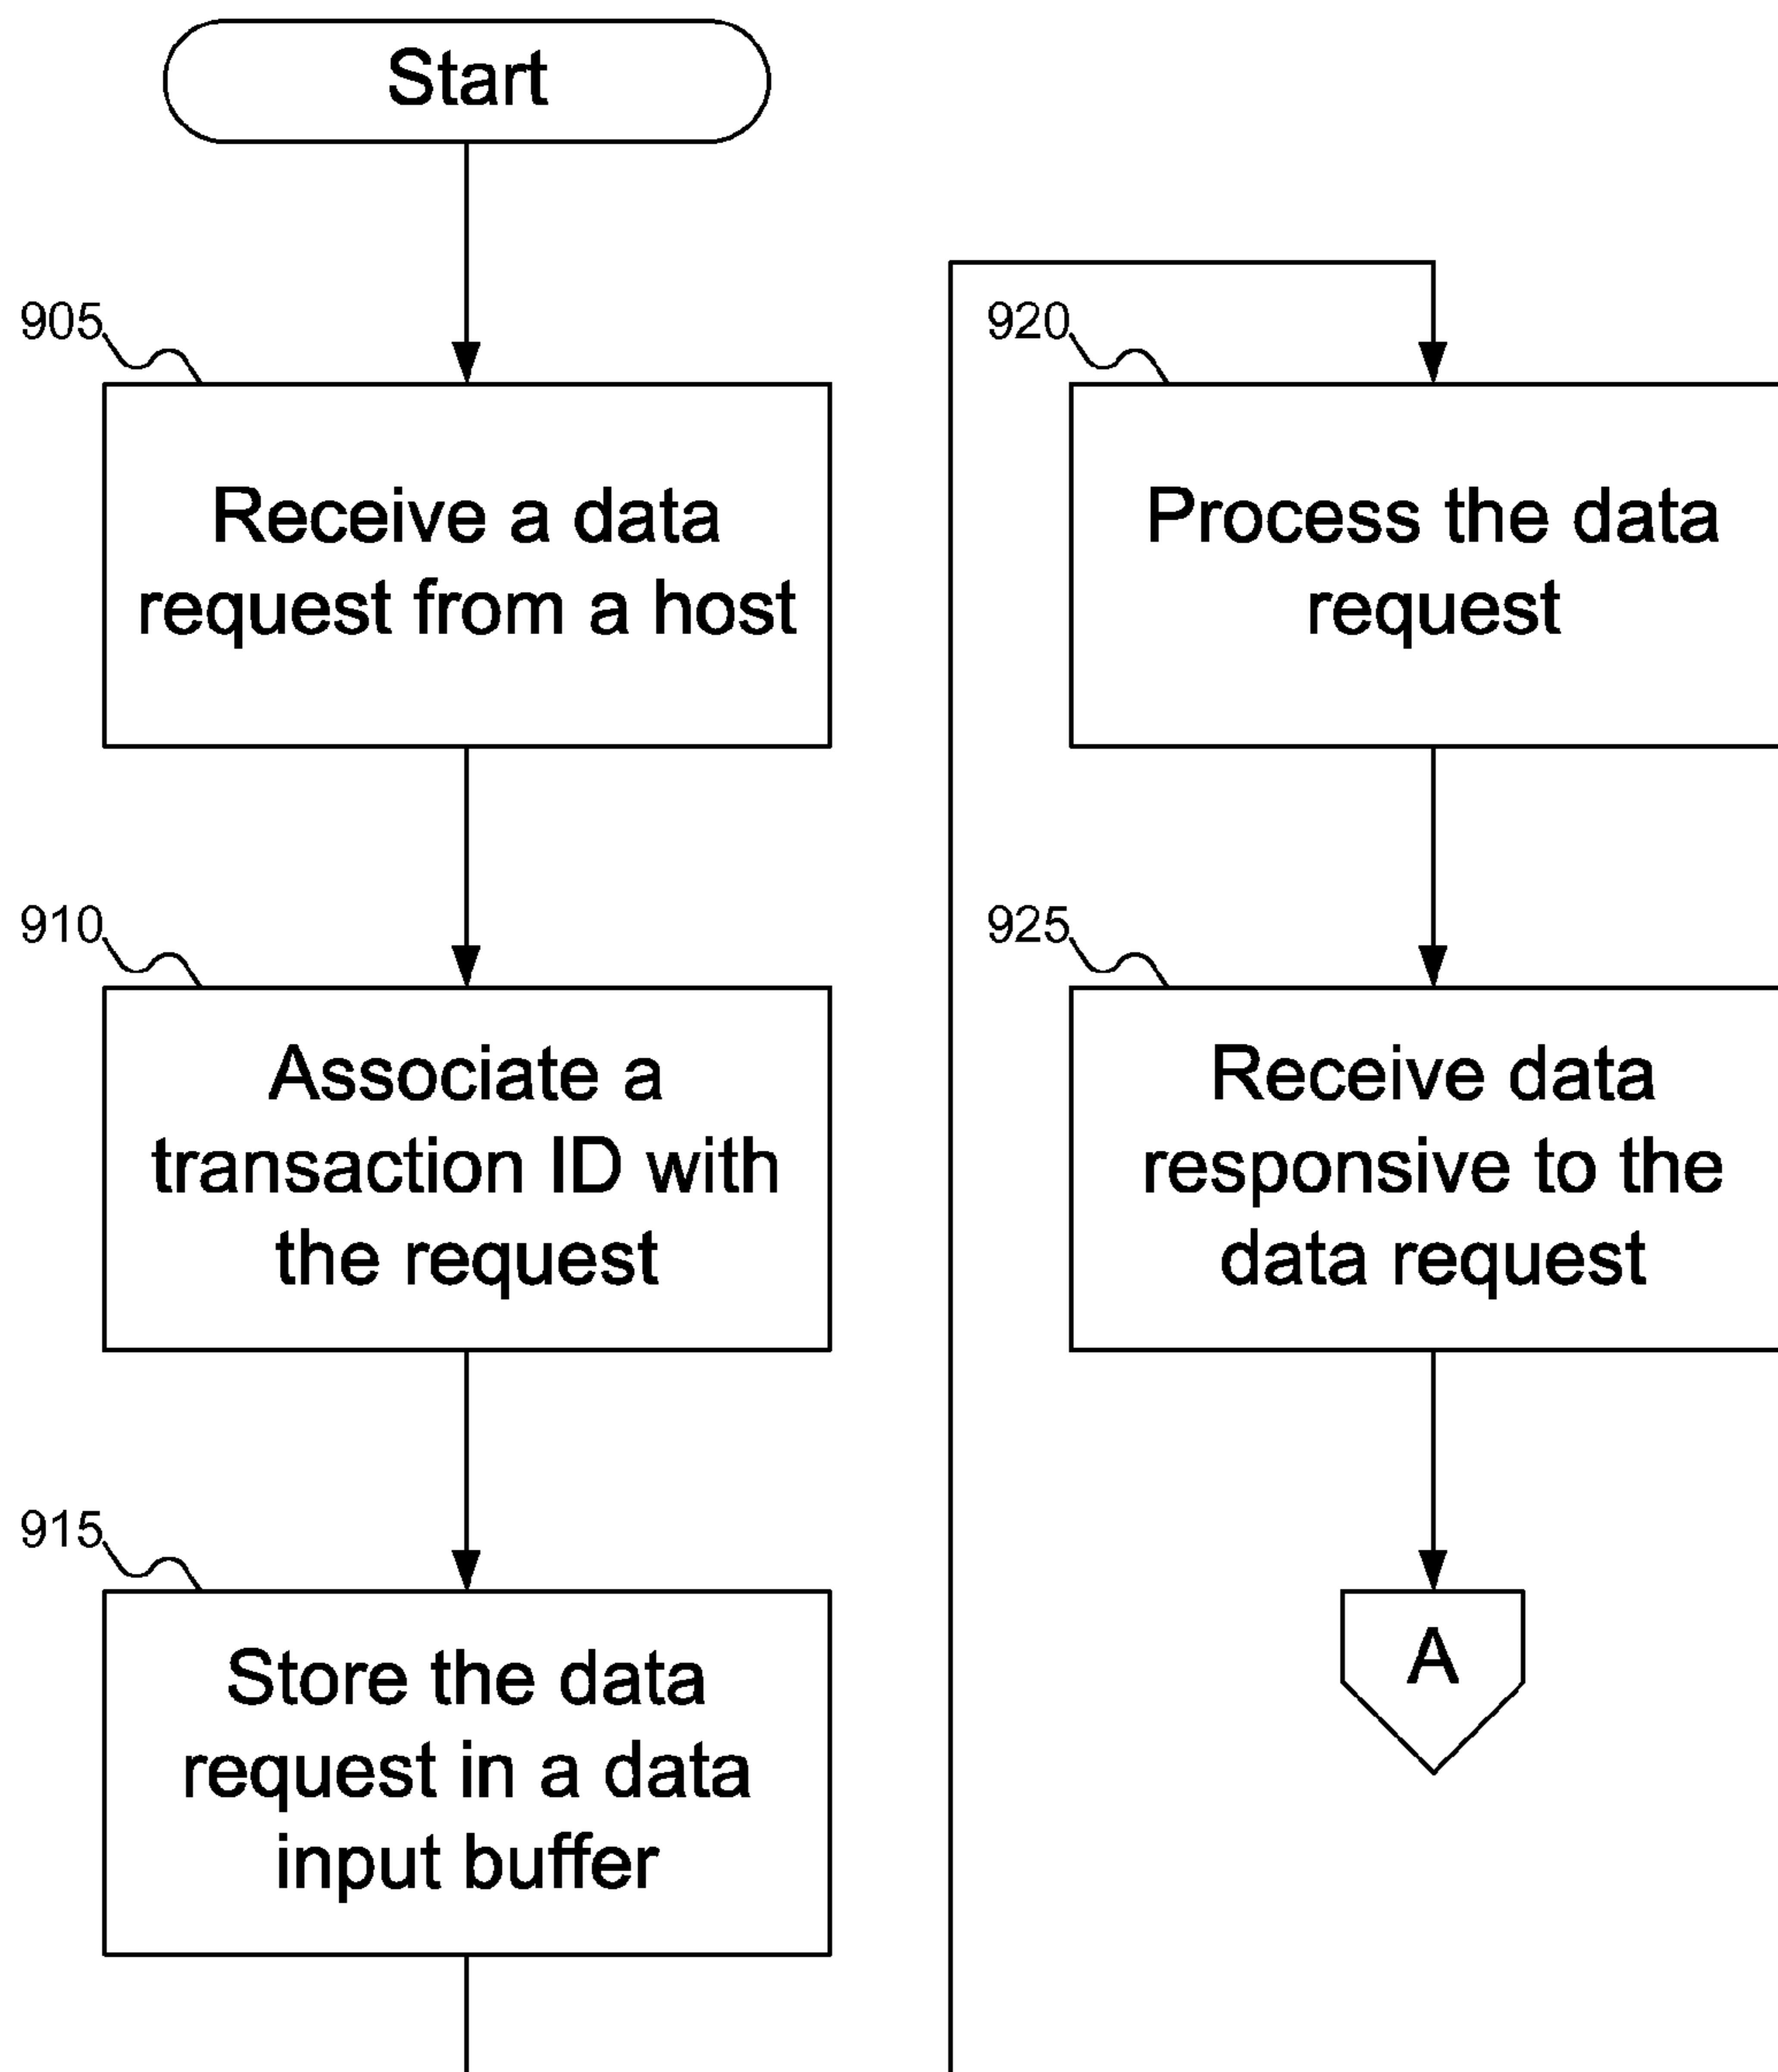 Start
905
Receive a data
request from a host
910
Associate a
transaction ID with
the request
915
Store the data
request in a data
input buffer
920
Process the data
request
925
Receive data
responsive to the
data request
A